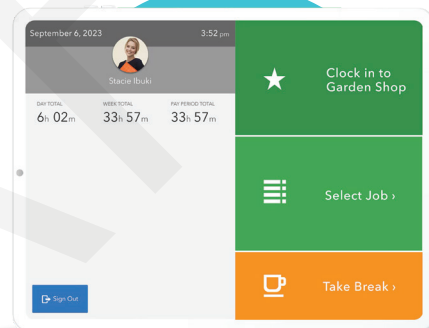 September 6, 2023 3:52 pm
Stacie Ibuki
DAY TOTAL WEEK TOTAL PAY PERIOD TOTAL
6h 02m 33h 57m 33h 57m
Sign Out
Clock in to
Garden Shop
Select Job ›
Take Break ›